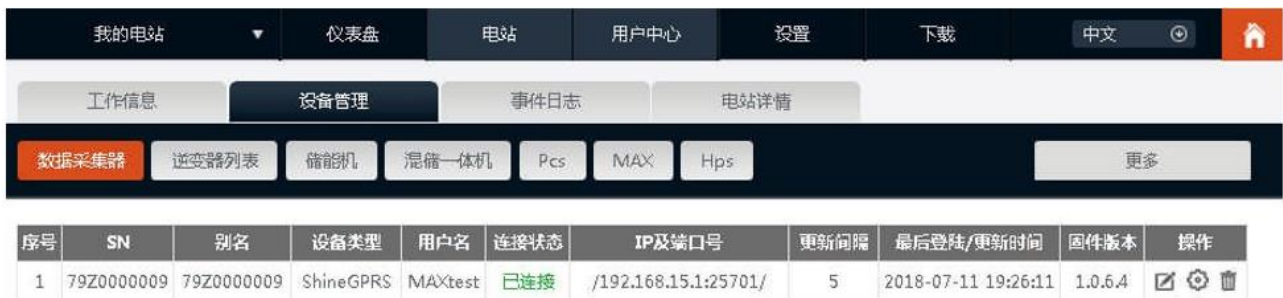 我的电站 仪表盘 电站 用户中心 设置 下载 中文
工作信息 设备管理 事件日志 电站详情
数据采集器 逆变器列表 储能机 混储一体机 Pcs MAX Hps 更多
序号 SN 别名 设备类型 用户名 连接状态 IP及端口号 更新间隔 最后登陆/更新时间 固件版本 操作
1 79Z0000009 79Z0000009 ShineGPRS MAXtest 已连接 /192.168.15.1:25701/ 5 2018-07-11 19:26:11 1.0.6.4